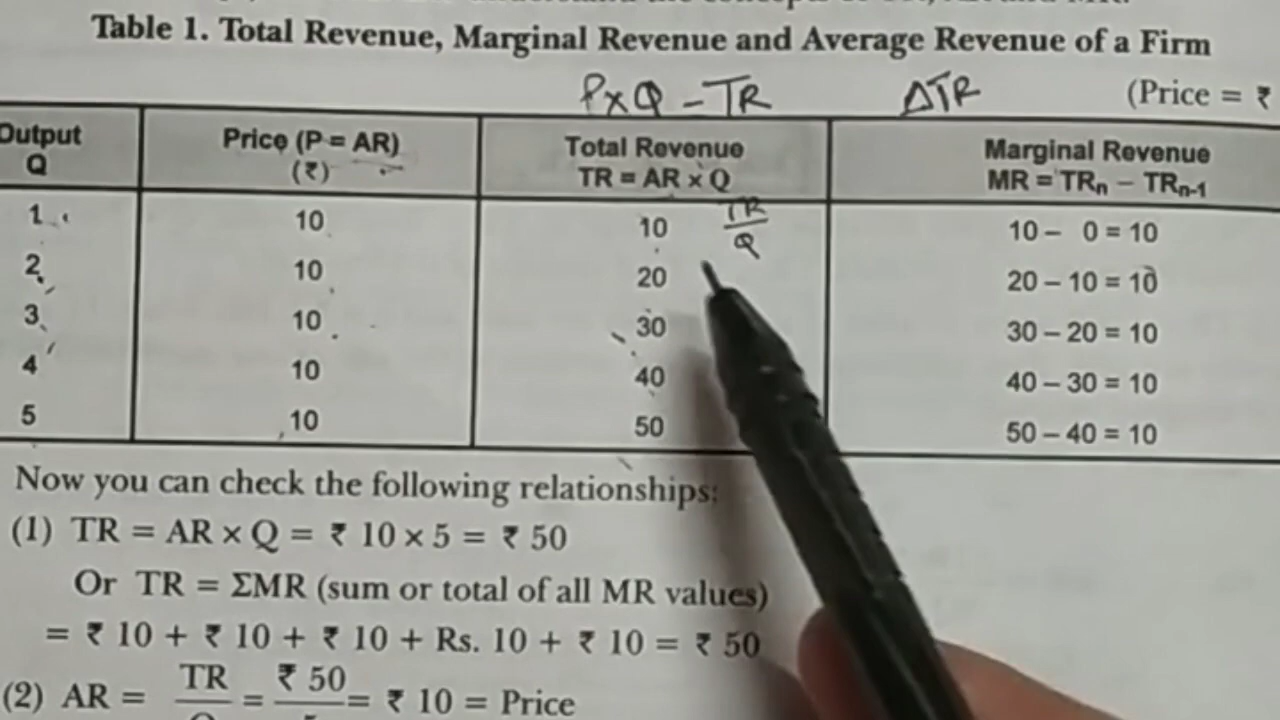 Table 1. Total Revenue, Marginal Revenue and Average Revenue of a Firm
P×Q – TR ΔTR (Price = ₹
Output Q Price (P = AR) (₹) Total Revenue TR = AR × Q Marginal Revenue MR = TRn – TRn-1
1 10 10 TR/Q 10 – 0 = 10
2 10 20 20 – 10 = 10
3 10 30 30 – 20 = 10
4 10 40 40 – 30 = 10
5 10 50 50 – 40 = 10
Now you can check the following relationships:
(1) TR = AR × Q = ₹ 10 × 5 = ₹ 50
Or TR = ΣMR (sum or total of all MR values)
= ₹ 10 + ₹ 10 + ₹ 10 + Rs. 10 + ₹ 10 = ₹ 50
(2) AR = TR = ₹ 50 = ₹ 10 = Price